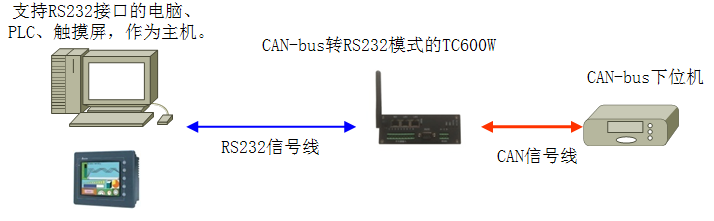 支持RS232接口的电脑、
PLC、触摸屏，作为主机。
CAN-bus转RS232模式的TC600W
CAN-bus下位机
RS232信号线
CAN信号线